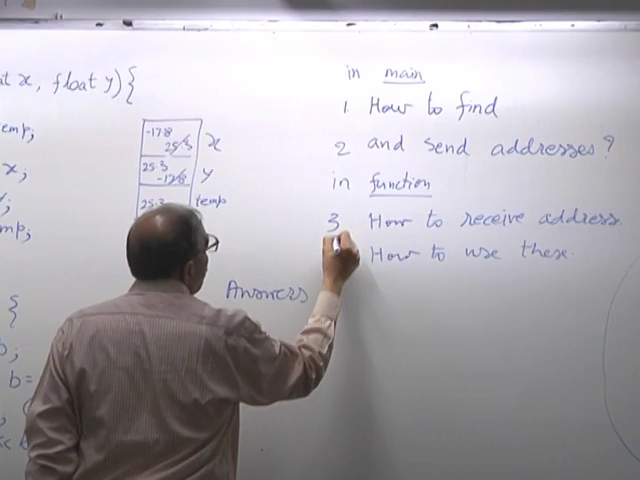 at x, float y){
emp;
x;
y;
mp;
{
b;
b=
-17.8
25.3
x
25.3
-17.8
y
25.3
temp
Answers
in main
1 How to find
2 and send addresses?
in function
3 How to receive address.
How to use these.